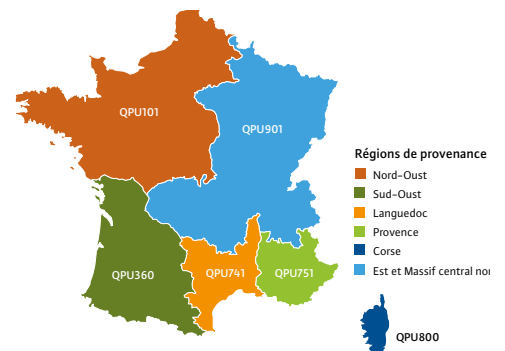 QPU101
QPU901
Régions de provenance
Nord-Oust
Sud-Oust
Languedoc
Provence
Corse
Est et Massif central nor
QPU360
QPU741
QPU751
QPU800